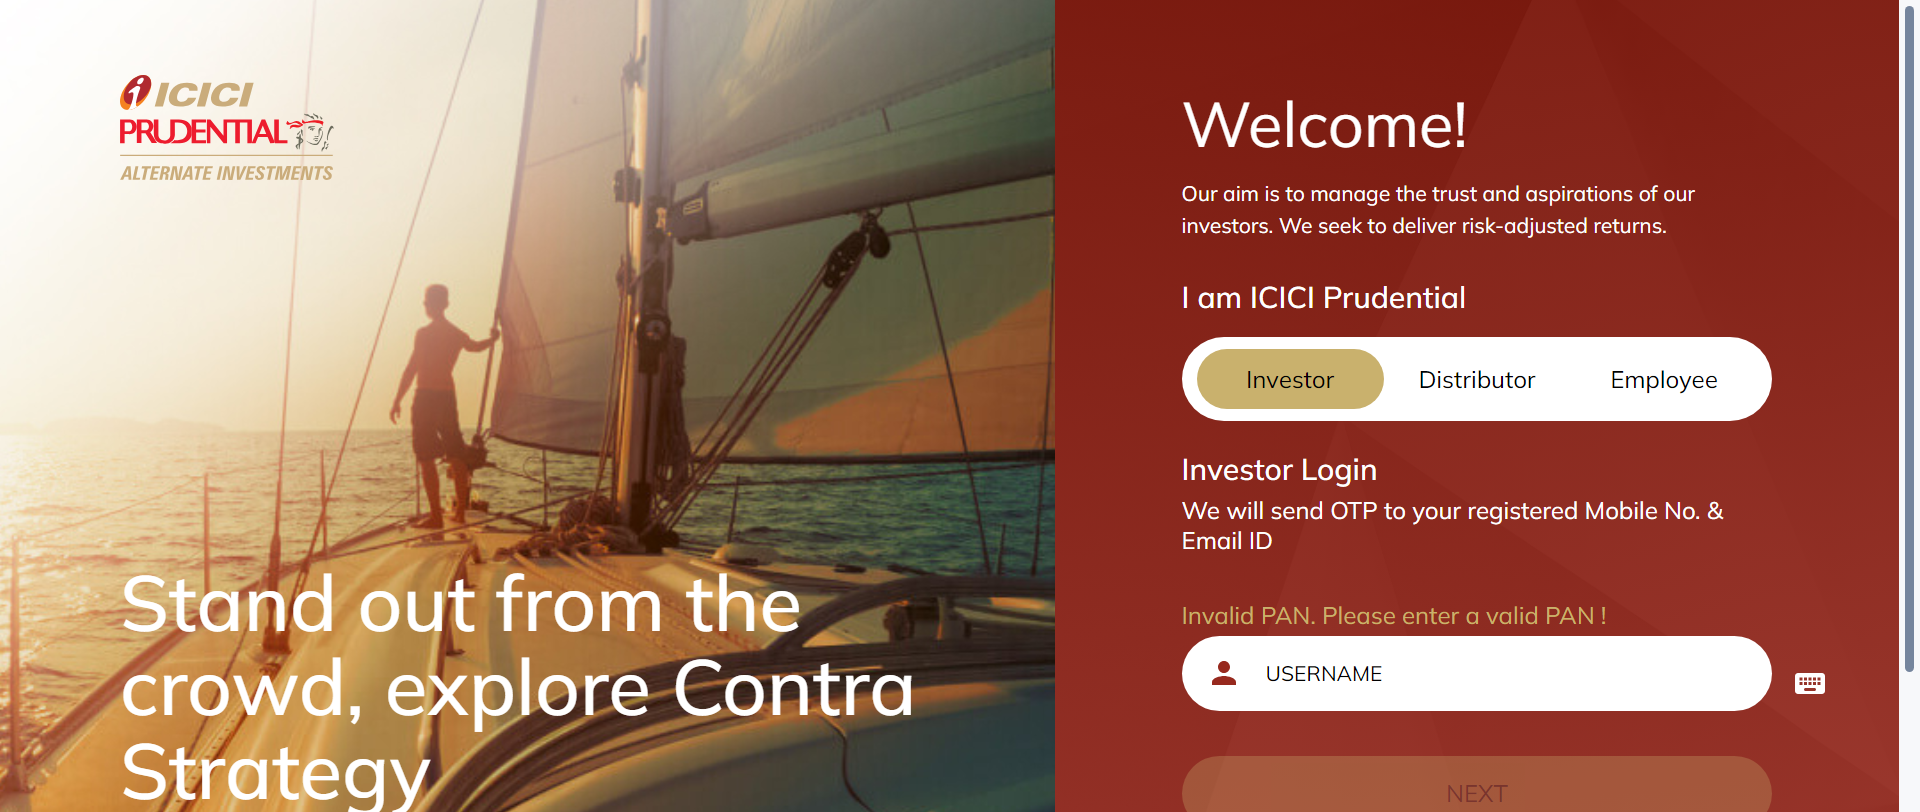 ICICI
PRUDENTIAL
ALTERNATE INVESTMENTS
Stand out from the
crowd, explore Contra
Strategy
Welcome!
Our aim is to manage the trust and aspirations of our
investors. We seek to deliver risk-adjusted returns.
I am ICICI Prudential
Investor Distributor Employee
Investor Login
We will send OTP to your registered Mobile No. &
Email ID
Invalid PAN. Please enter a valid PAN !
USERNAME
NEXT